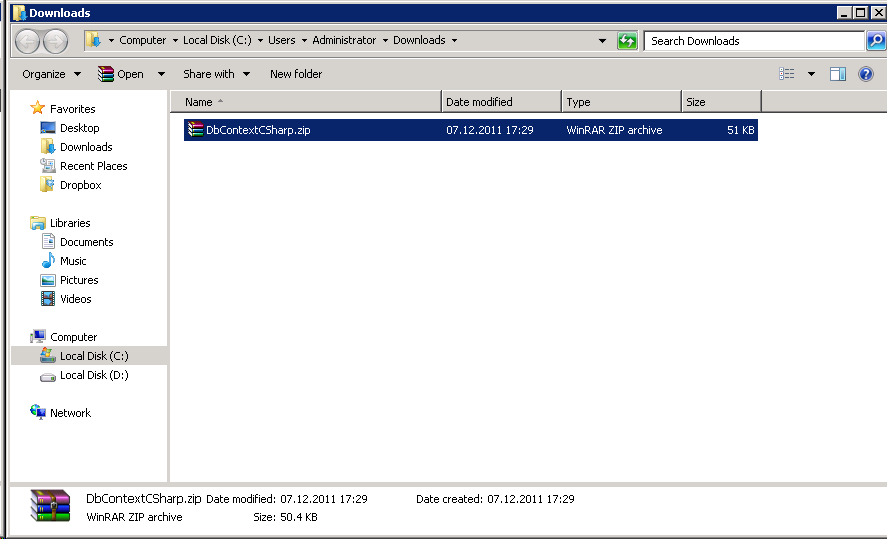 Downloads
Computer Local Disk (C:) Users Administrator Downloads Search Downloads
Organize Open Share with New folder
Name Date modified Type Size
Favorites
Desktop
Downloads
Recent Places
Dropbox
Libraries
Documents
Music
Pictures
Videos
Computer
Local Disk (C:)
Local Disk (D:)
Network
DbContextCSharp.zip 07.12.2011 17:29 WinRAR ZIP archive 51 KB
DbContextCSharp.zip Date modified: 07.12.2011 17:29 Date created: 07.12.2011 17:29
WinRAR ZIP archive Size: 50.4 KB